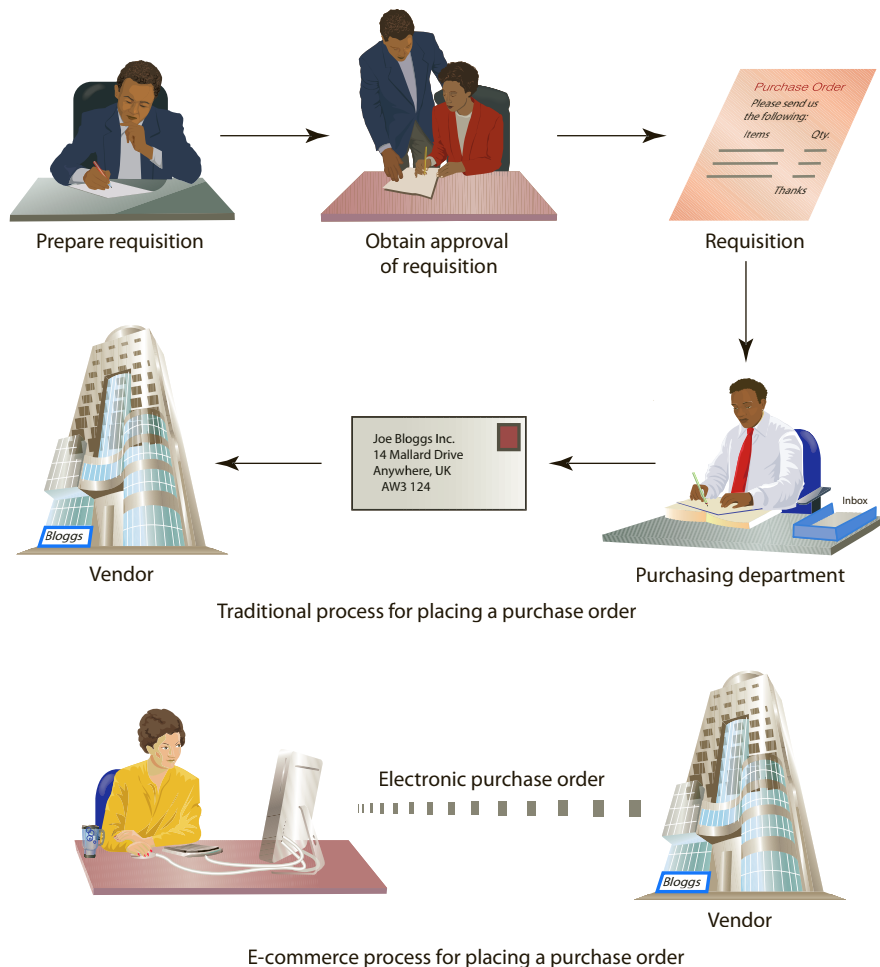 Purchase Order
Please send us
the following:
Items Qty.
Thanks
Prepare requisition
Obtain approval
of requisition
Requisition
Joe Bloggs Inc.
14 Mallard Drive
Anywhere, UK
AW3 124
Inbox
Bloggs
Vendor
Purchasing department
Traditional process for placing a purchase order
Electronic purchase order
Bloggs
Vendor
E-commerce process for placing a purchase order